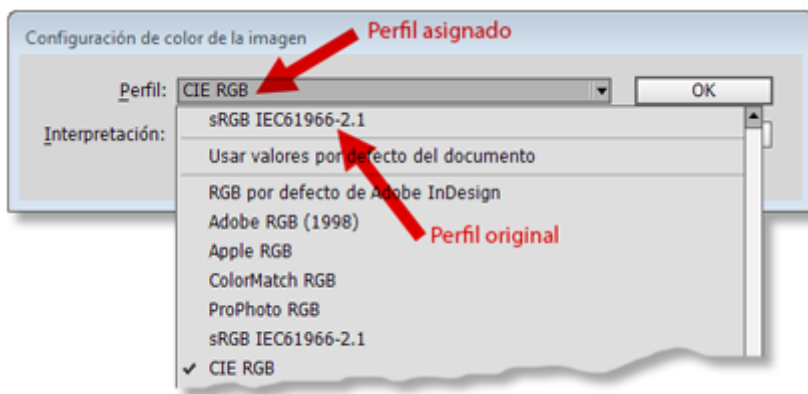 Configuración de color de la imagen
Perfil asignado
Perfil: CIE RGB OK
sRGB IEC61966-2.1
Interpretación:
Usar valores por defecto del documento
RGB por defecto de Adobe InDesign
Adobe RGB (1998)
Perfil original
Apple RGB
ColorMatch RGB
ProPhoto RGB
sRGB IEC61966-2.1
✓ CIE RGB